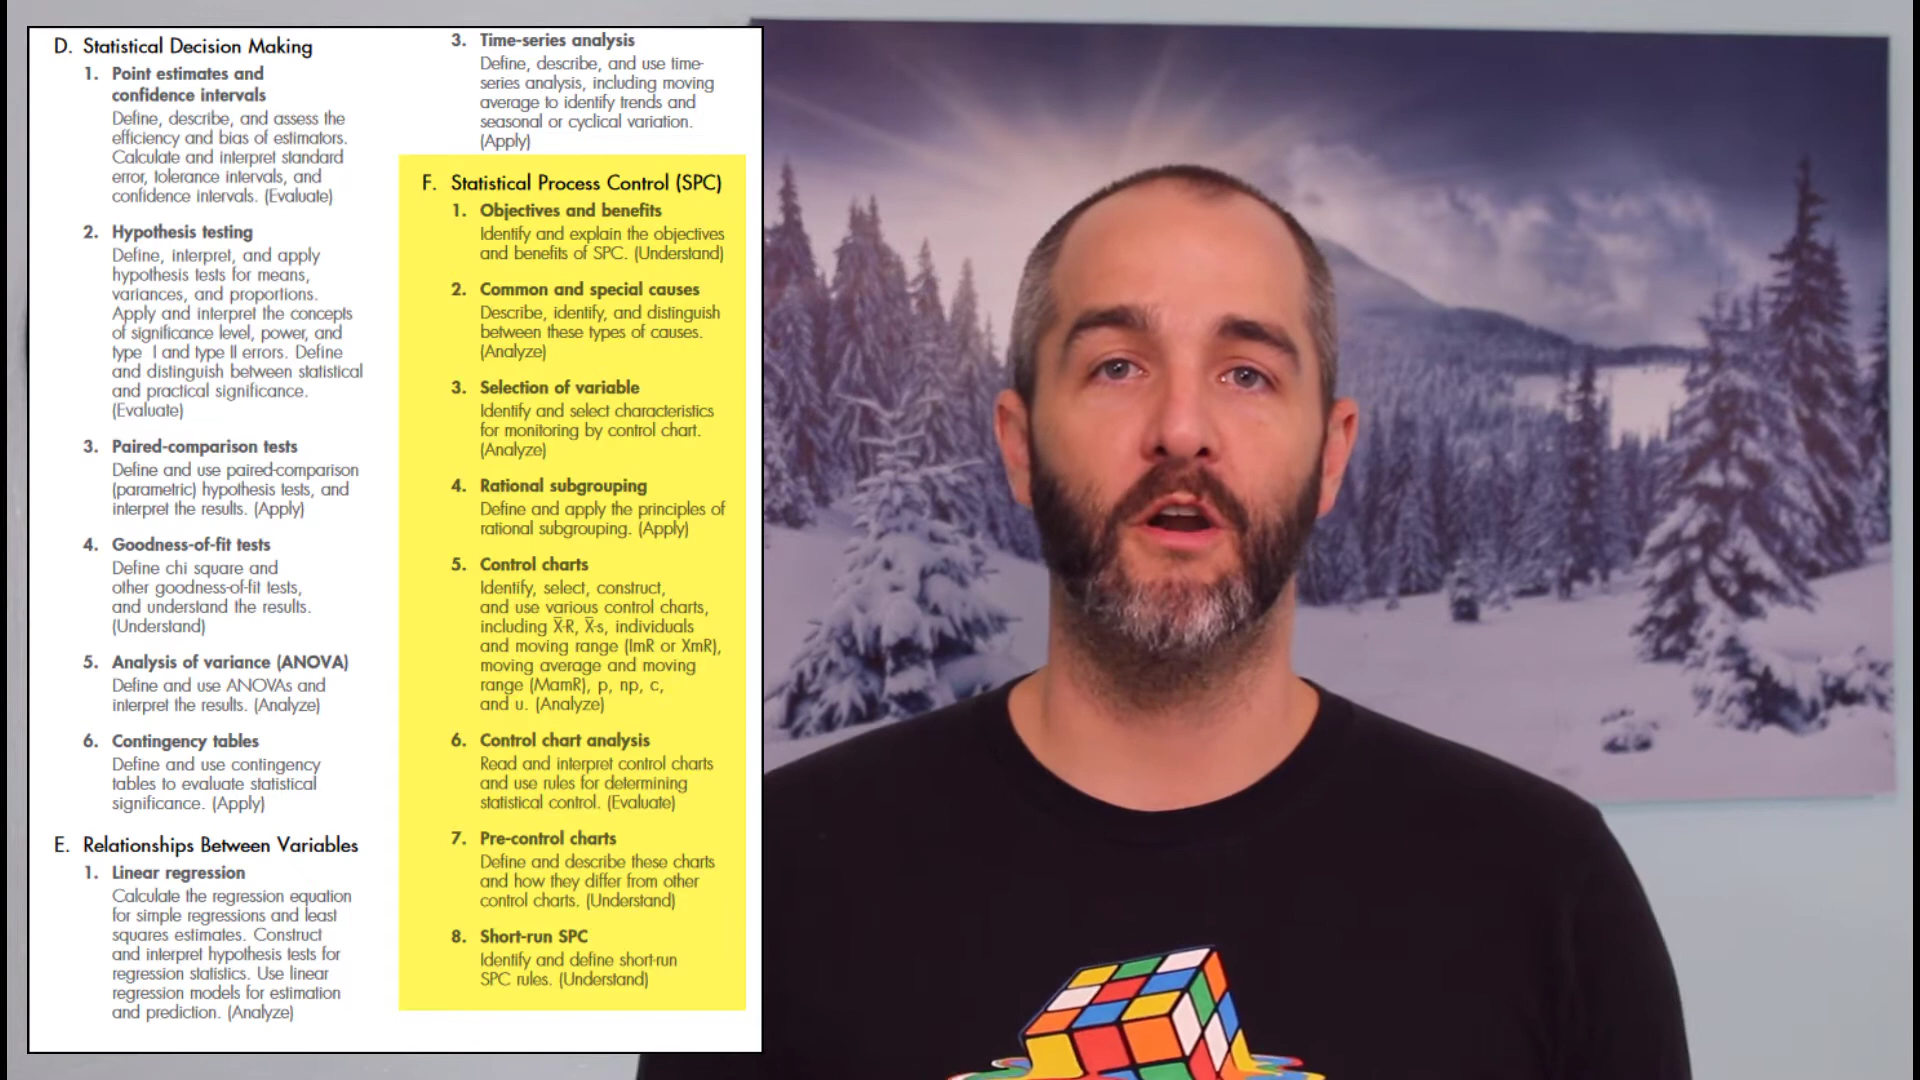 D. Statistical Decision Making
1. Point estimates and
confidence intervals
Define, describe, and assess the
efficiency and bias of estimators.
Calculate and interpret standard
error, tolerance intervals, and
confidence intervals. (Evaluate)
2. Hypothesis testing
Define, interpret, and apply
hypothesis tests for means,
variances, and proportions.
Apply and interpret the concepts
of significance level, power, and
type I and type II errors. Define
and distinguish between statistical
and practical significance.
(Evaluate)
3. Paired-comparison tests
Define and use paired-comparison
(parametric) hypothesis tests, and
interpret the results. (Apply)
4. Goodness-of-fit tests
Define chi square and
other goodness-of-fit tests,
and understand the results.
(Understand)
5. Analysis of variance (ANOVA)
Define and use ANOVAs and
interpret the results. (Analyze)
6. Contingency tables
Define and use contingency
tables to evaluate statistical
significance. (Apply)
E. Relationships Between Variables
1. Linear regression
Calculate the regression equation
for simple regressions and least
squares estimates. Construct
and interpret hypothesis tests for
regression statistics. Use linear
regression models for estimation
and prediction. (Analyze)
3. Time-series analysis
Define, describe, and use time-
series analysis, including moving
average to identify trends and
seasonal or cyclical variation.
(Apply)
F. Statistical Process Control (SPC)
1. Objectives and benefits
Identify and explain the objectives
and benefits of SPC. (Understand)
2. Common and special causes
Describe, identify, and distinguish
between these types of causes.
(Analyze)
3. Selection of variable
Identify and select characteristics
for monitoring by control chart.
(Analyze)
4. Rational subgrouping
Define and apply the principles of
rational subgrouping. (Apply)
5. Control charts
Identify, select, construct,
and use various control charts,
including X̅-R, X̅-s, individuals
and moving range (ImR or XmR),
moving average and moving
range (MamR), p, np, c,
and u. (Analyze)
6. Control chart analysis
Read and interpret control charts
and use rules for determining
statistical control. (Evaluate)
7. Pre-control charts
Define and describe these charts
and how they differ from other
control charts. (Understand)
8. Short-run SPC
Identify and define short-run
SPC rules. (Understand)